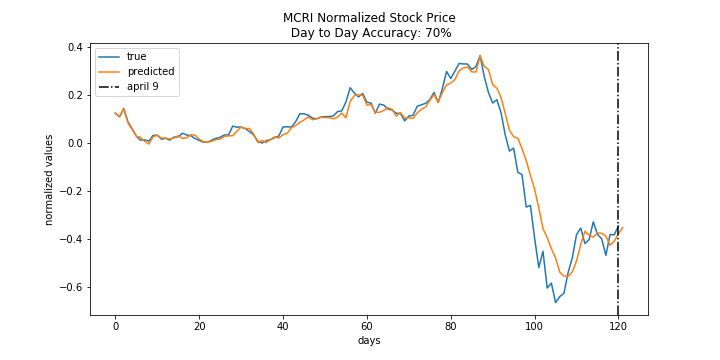 MCRI Normalized Stock Price
Day to Day Accuracy: 70%
true
predicted
april 9
normalized values
0.4
0.2
0.0
−0.2
−0.4
−0.6
0
20
40
60
80
100
120
days